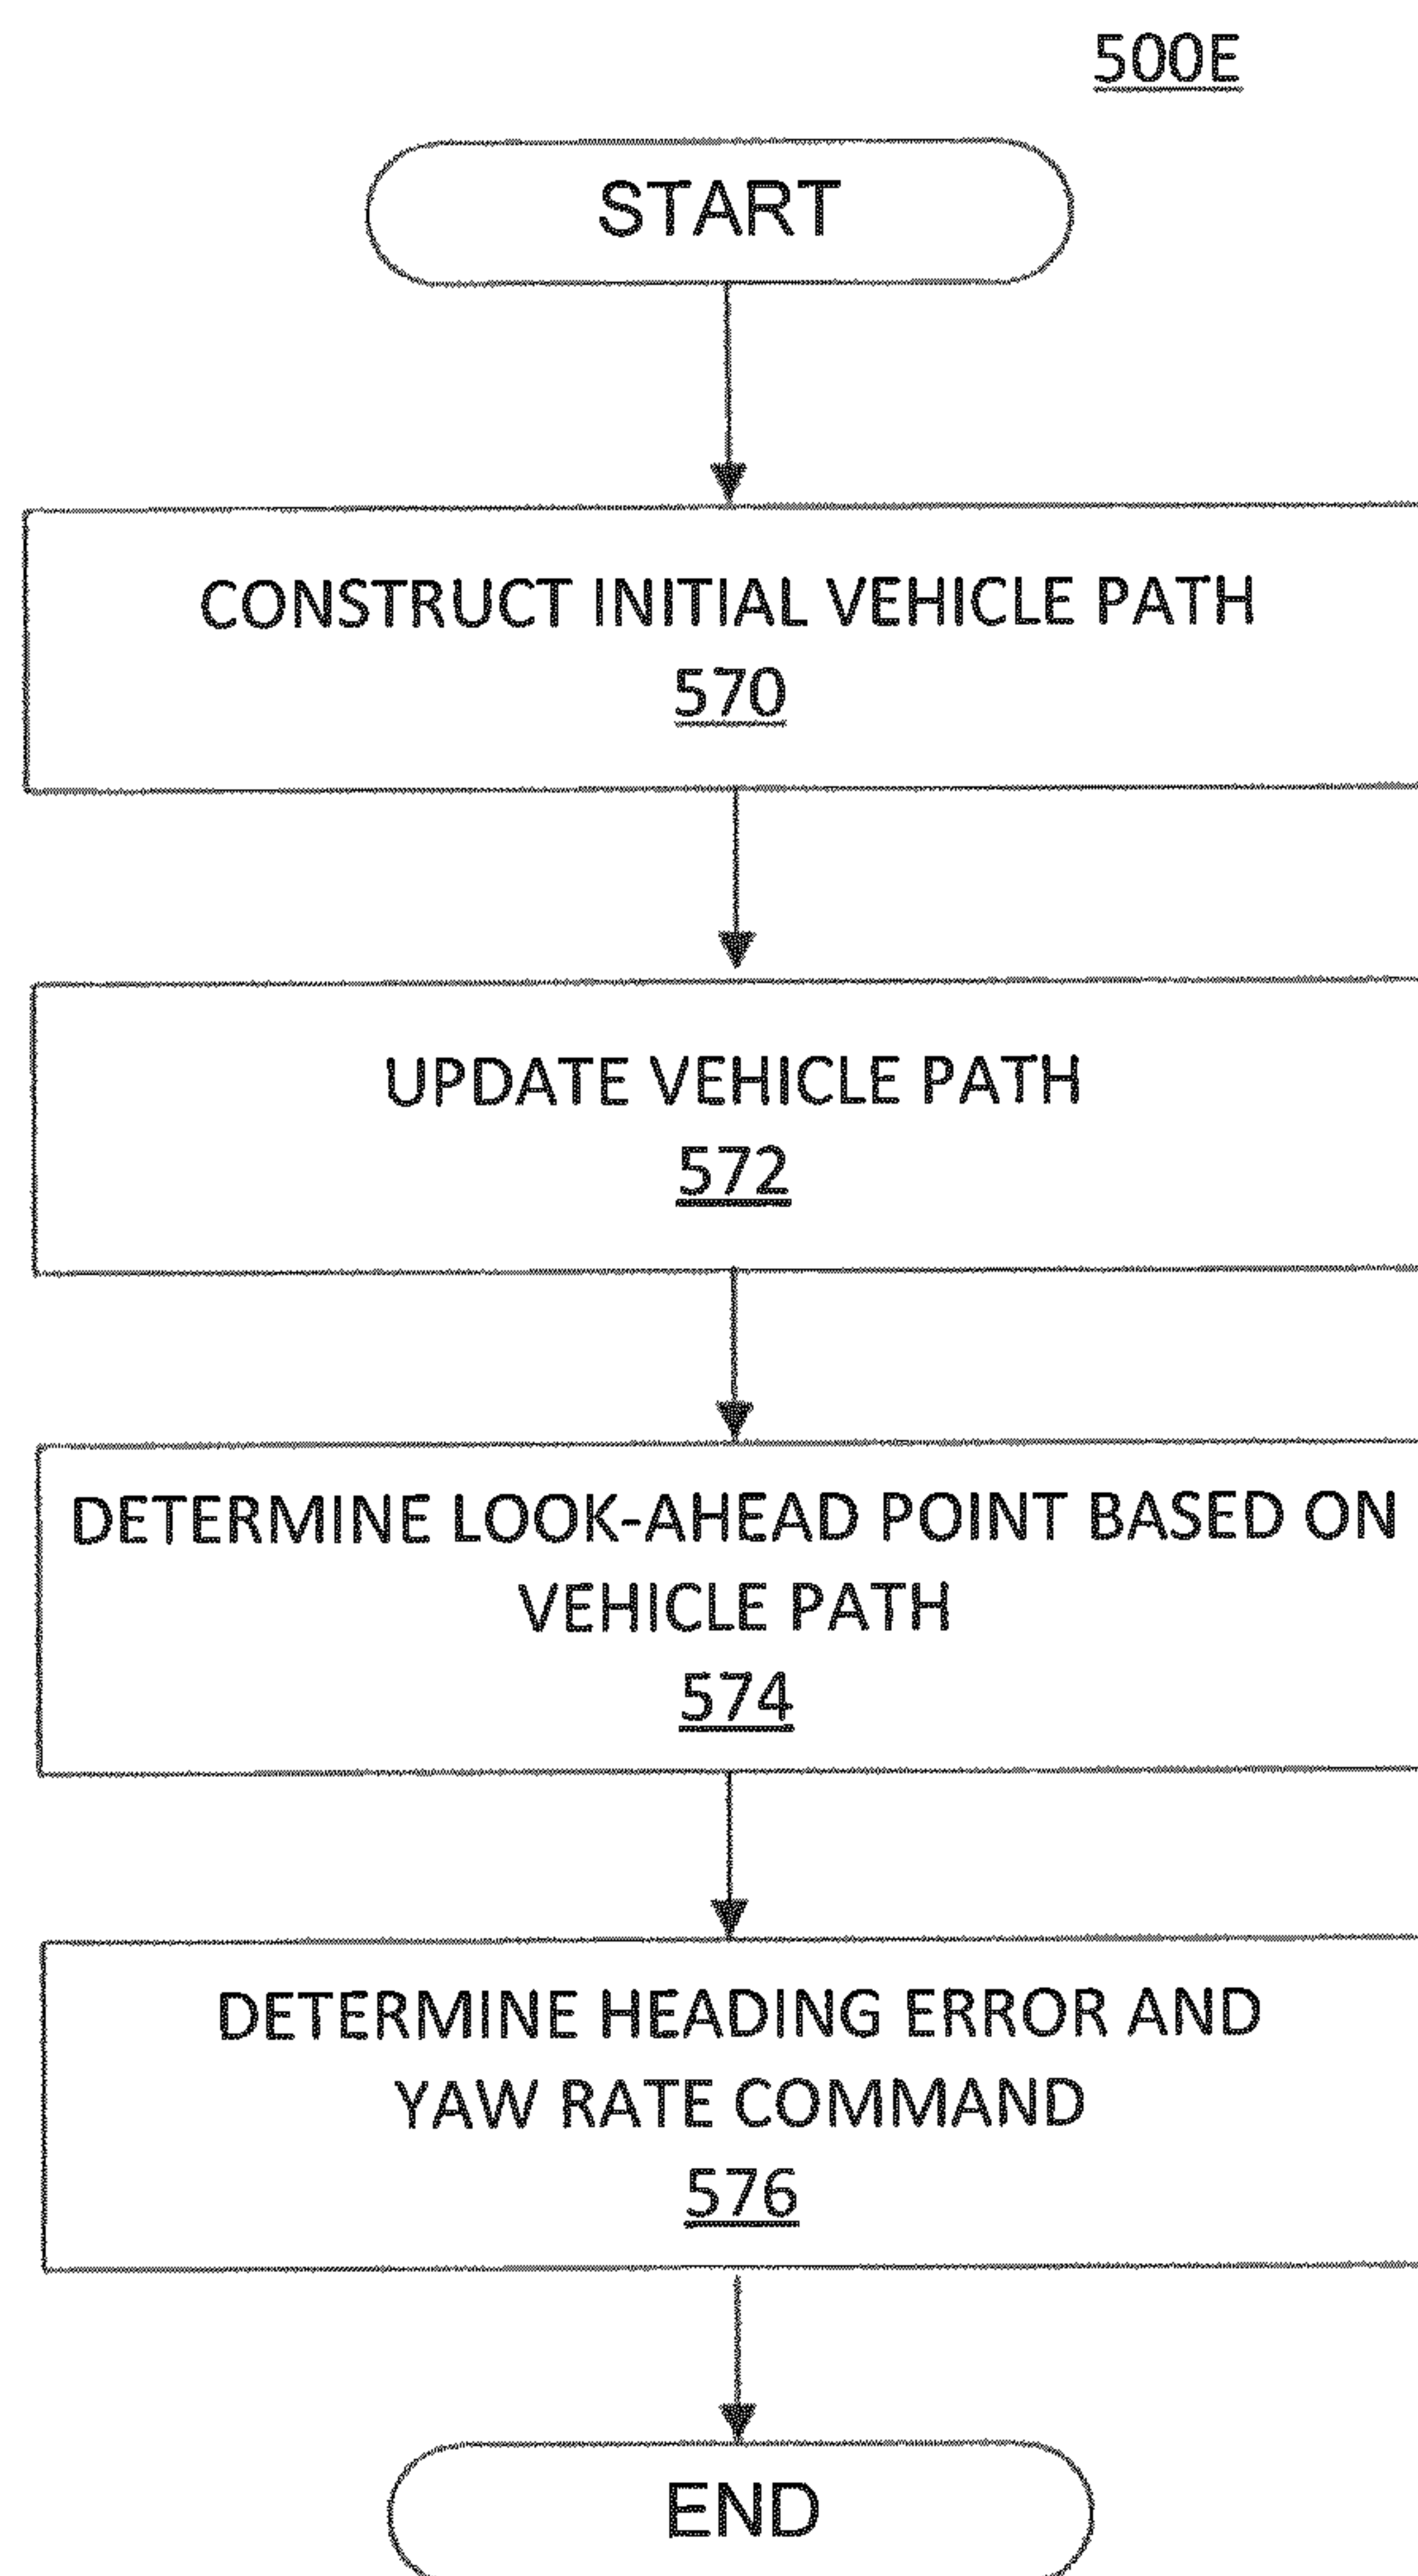 500E
START
CONSTRUCT INITIAL VEHICLE PATH
570
UPDATE VEHICLE PATH
572
DETERMINE LOOK-AHEAD POINT BASED ON
VEHICLE PATH
574
DETERMINE HEADING ERROR AND
YAW RATE COMMAND
576
END